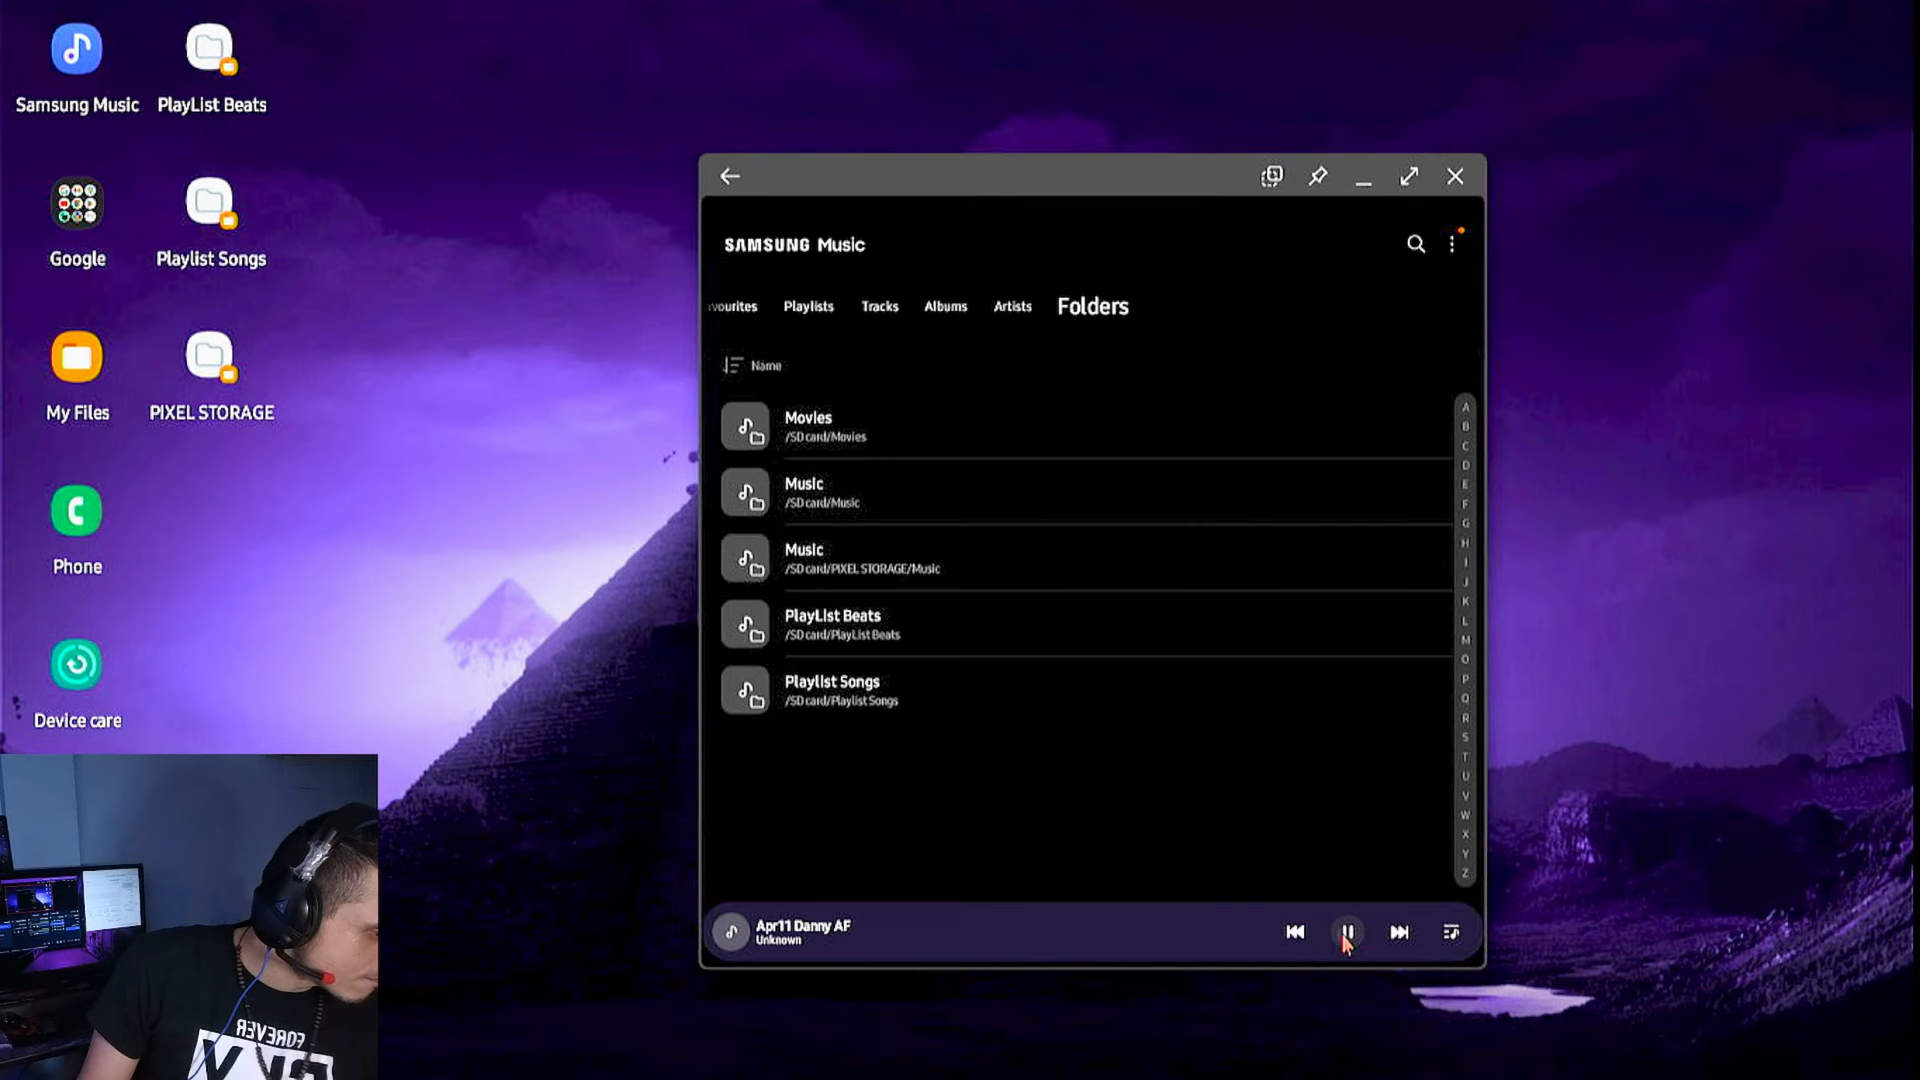 Samsung Music
PlayList Beats
Google
Playlist Songs
My Files
PIXEL STORAGE
Phone
Device care
SAMSUNG Music
vourites
Playlists
Tracks
Albums
Artists
Folders
Name
Movies
/SD card/Movies
Music
/SD card/Music
Music
/SD card/PIXEL STORAGE/Music
PlayList Beats
/SD card/PlayList Beats
Playlist Songs
/SD card/Playlist Songs
A
B
C
D
E
F
G
H
I
J
K
L
M
O
P
Q
R
S
T
U
V
W
X
Y
Z
Apr11 Danny AF
Unknown
FOREVER